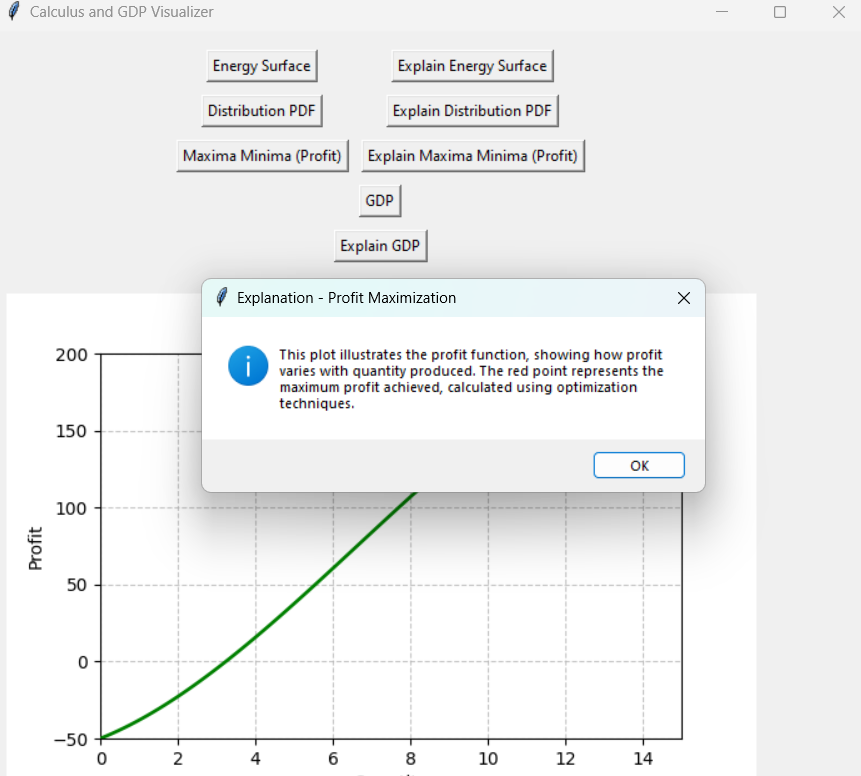 Calculus and GDP Visualizer
Energy Surface
Explain Energy Surface
Distribution PDF
Explain Distribution PDF
Maxima Minima (Profit)
Explain Maxima Minima (Profit)
GDP
Explain GDP
Explanation - Profit Maximization
This plot illustrates the profit function, showing how profit
varies with quantity produced. The red point represents the
maximum profit achieved, calculated using optimization
techniques.
OK
200
150
100
50
0
−50
Profit
0 2 4 6 8 10 12 14